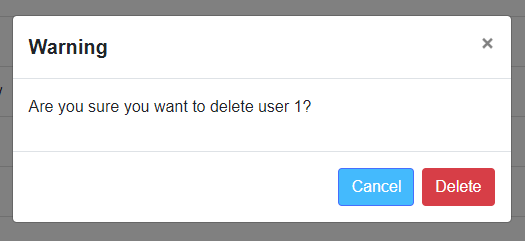 Warning
×
Are you sure you want to delete user 1?
Cancel Delete